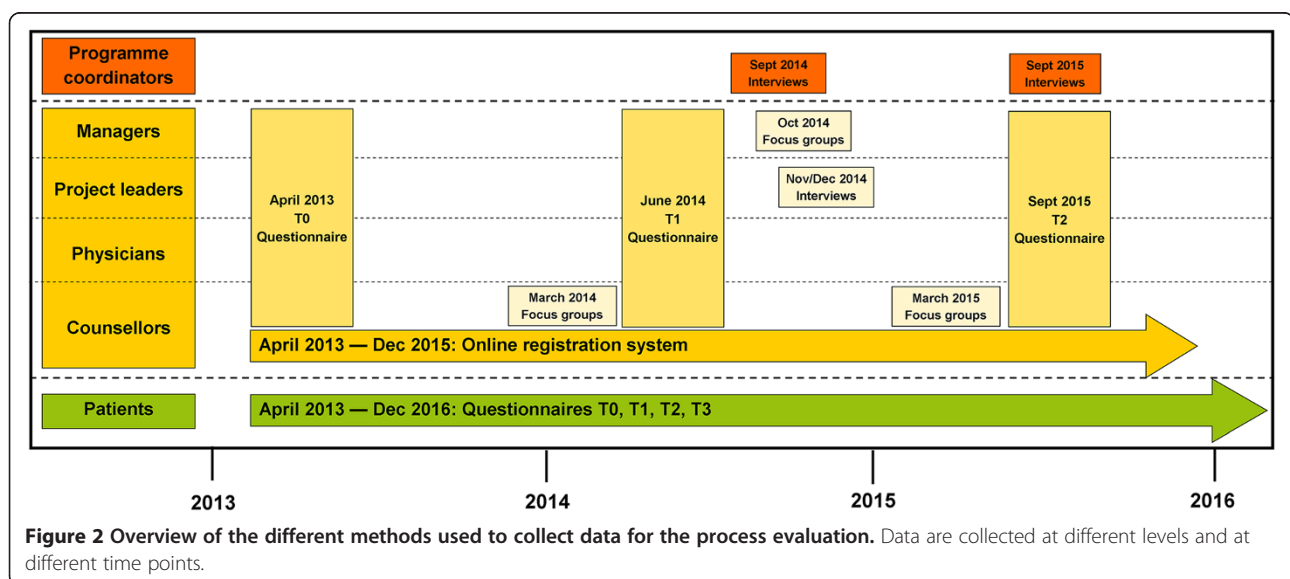 Programme
coordinators
Sept 2014
Interviews
Sept 2015
Interviews
Managers
Oct 2014
Focus groups
Project leaders
Nov/Dec 2014
Interviews
April 2013
T0
Questionnaire
June 2014
T1
Questionnaire
Sept 2015
T2
Questionnaire
Physicians
Counsellors
March 2014
Focus groups
March 2015
Focus groups
April 2013 — Dec 2015: Online registration system
Patients
April 2013 — Dec 2016: Questionnaires T0, T1, T2, T3
2013
2014
2015
2016
Figure 2 Overview of the different methods used to collect data for the process evaluation. Data are collected at different levels and at
different time points.